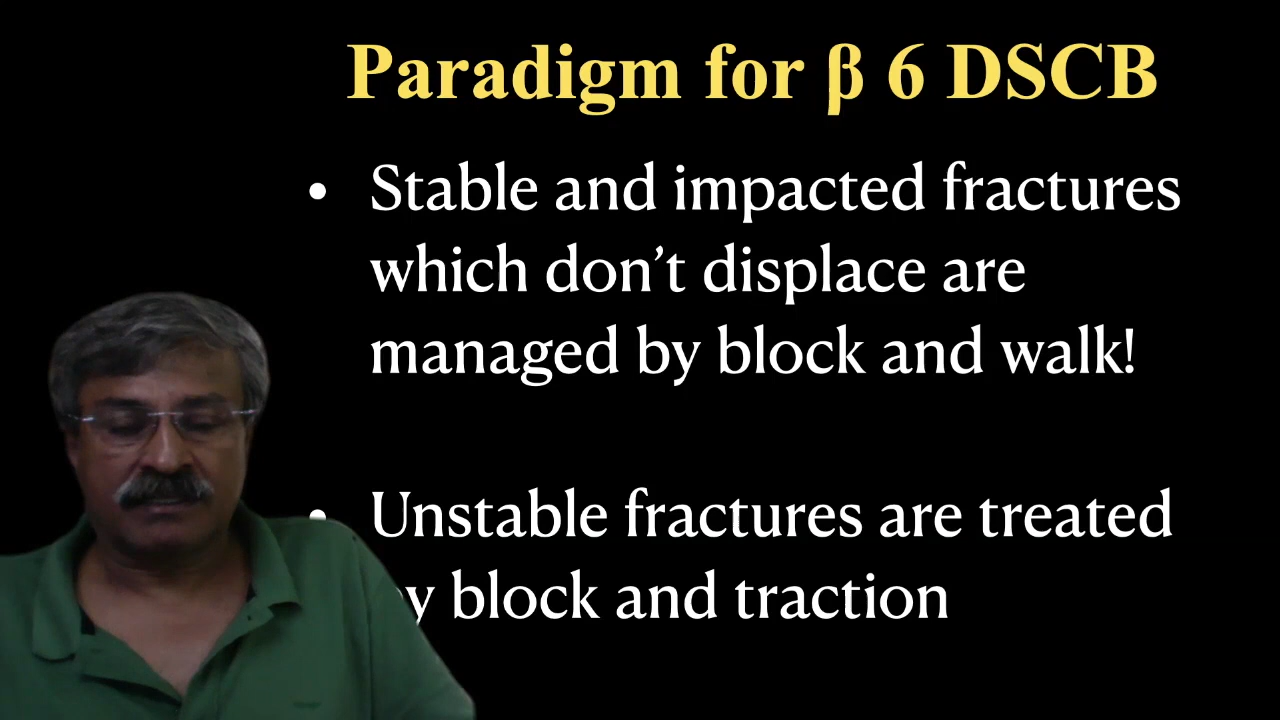 Paradigm for β 6 DSCB
• Stable and impacted fractures
which don’t displace are
managed by block and walk!
• Unstable fractures are treated
y block and traction